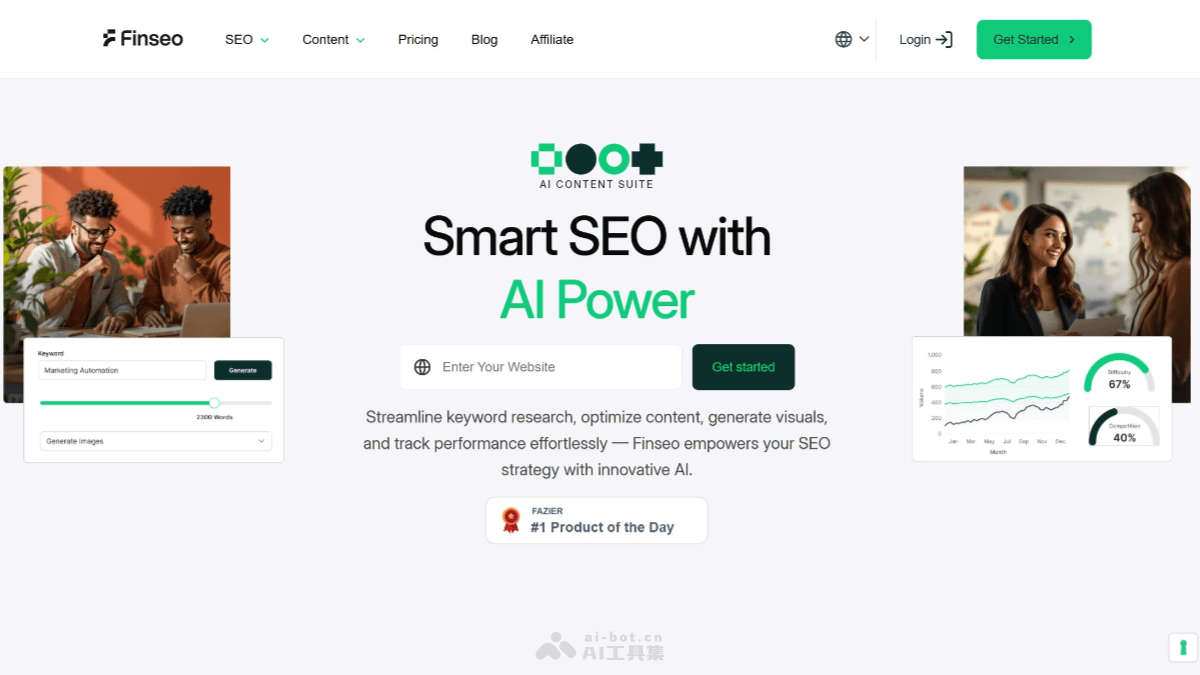 Finseo
SEO
Content
Pricing
Blog
Affiliate
Login
Get Started
AI CONTENT SUITE
Smart SEO with
AI Power
Enter Your Website
Get started
Streamline keyword research, optimize content, generate visuals,
and track performance effortlessly — Finseo empowers your SEO
strategy with innovative AI.
FAZIER
#1 Product of the Day
Keyword
Marketing Automation
Generate
2300 Words
Generate Images
1,000
800
600
400
200
0
Volume
Jan Mar May Jul Sep Nov Dec
Month
Difficulty
67%
Competition
40%
ai-bot.cn
AI工具集